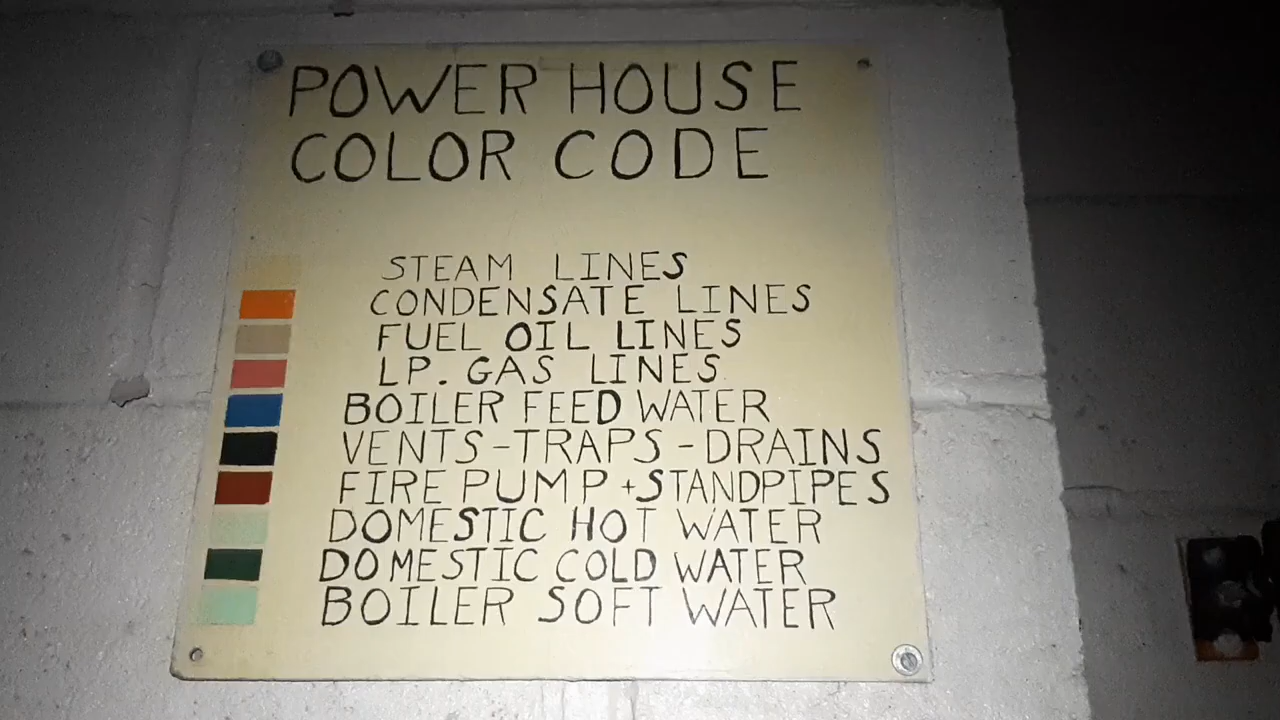 POWER HOUSE
COLOR CODE
STEAM LINES
CONDENSATE LINES
FUEL OIL LINES
LP. GAS LINES
BOILER FEED WATER
VENTS-TRAPS-DRAINS
FIRE PUMP + STANDPIPES
DOMESTIC HOT WATER
DOMESTIC COLD WATER
BOILER SOFT WATER